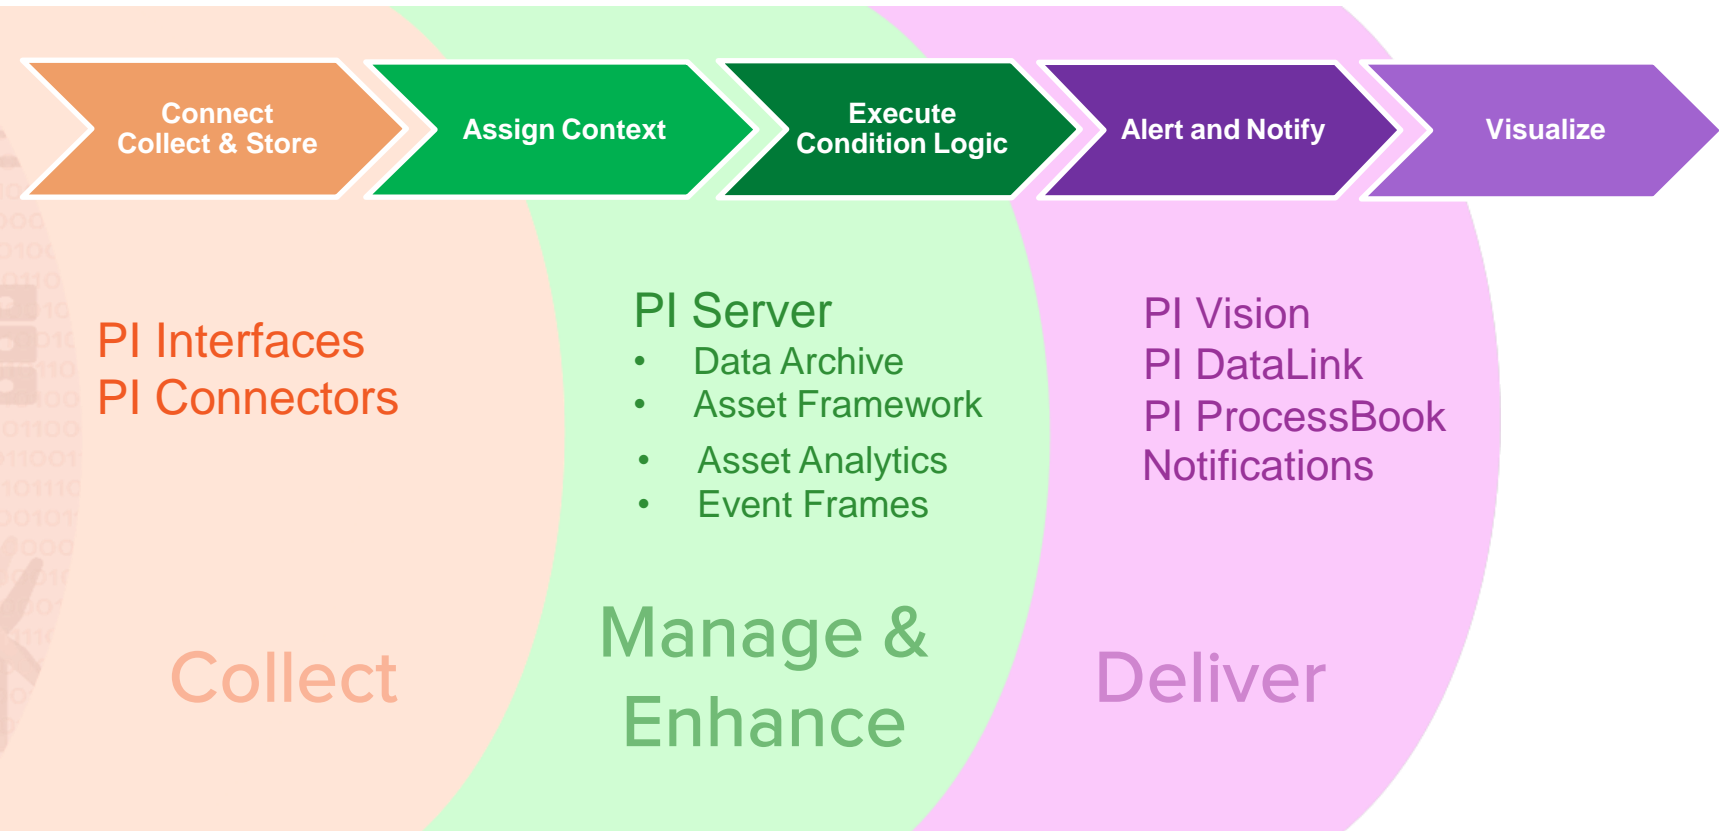 Connect
Collect & Store
Assign Context
Execute
Condition Logic
Alert and Notify
Visualize
PI Interfaces
PI Connectors
PI Server
• Data Archive
• Asset Framework
• Asset Analytics
• Event Frames
PI Vision
PI DataLink
PI ProcessBook
Notifications
Collect
Manage &
Enhance
Deliver